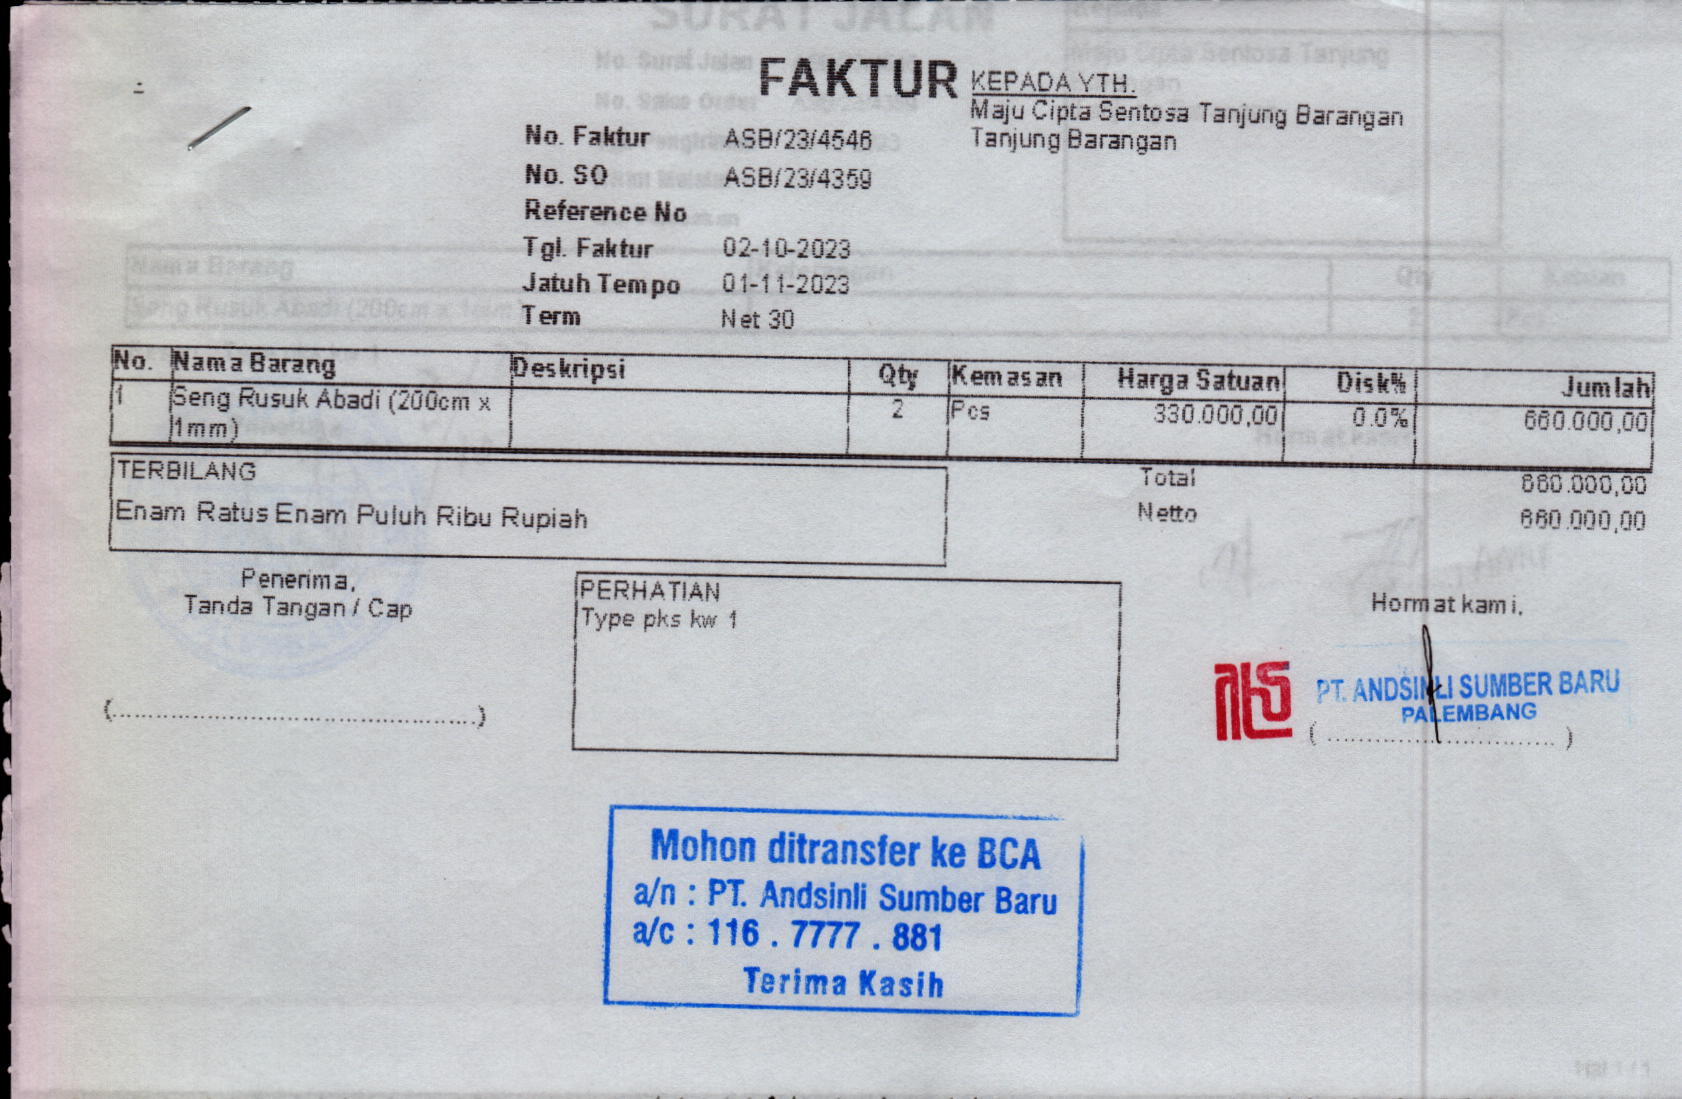 FAKTUR
KEPADA YTH.
Maju Cipta Sentosa Tanjung Barangan
Tanjung Barangan
No. Faktur ASB/23/4546
No. SO ASB/23/4359
Reference No
Tgl. Faktur 02-10-2023
Jatuh Tempo 01-11-2023
Term Net 30
No. Nama Barang Deskripsi Qty Kemasan Harga Satuan Disk% Jumlah
1 Seng Rusuk Abadi (200cm x 2 Pcs 330.000,00 0.0% 660.000,00
1mm)
TERBILANG
Enam Ratus Enam Puluh Ribu Rupiah
Total 660.000,00
Netto 660.000,00
Penerima,
Tanda Tangan / Cap
(................................................)
PERHATIAN
Type pks kw 1
Hormat kami,
PT. ANDSINLI SUMBER BARU
PALEMBANG
(..............................)
Mohon ditransfer ke BCA
a/n : PT. Andsinli Sumber Baru
a/c : 116 . 7777 . 881
Terima Kasih